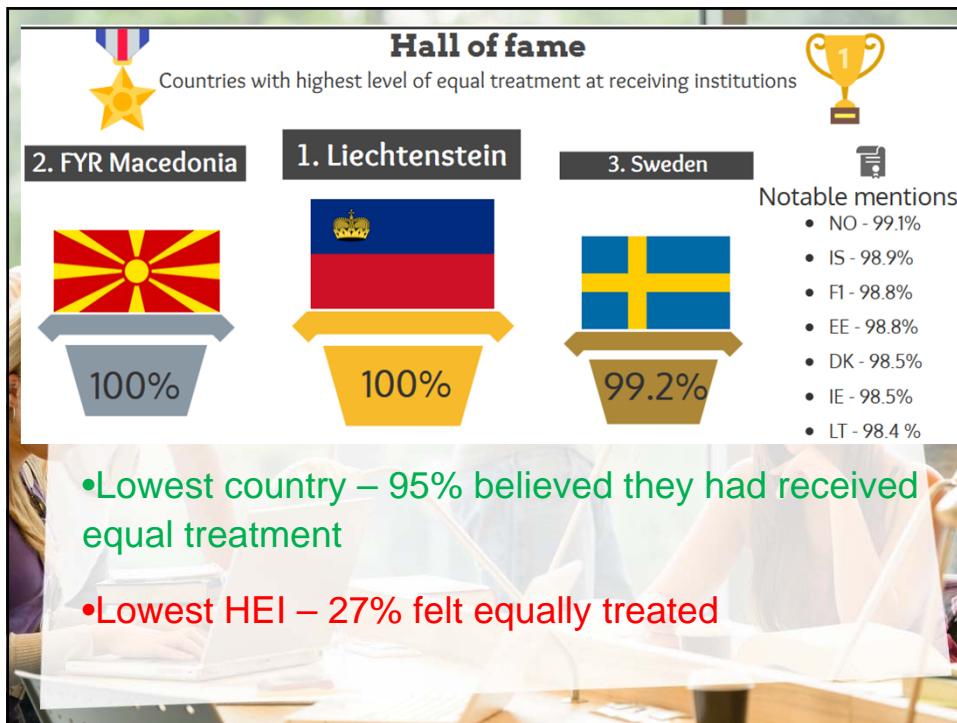 Hall of fame
Countries with highest level of equal treatment at receiving institutions
1
2. FYR Macedonia
1. Liechtenstein
3. Sweden
100%
100%
99.2%
Notable mentions
• NO - 99.1%
• IS - 98.9%
• F1 - 98.8%
• EE - 98.8%
• DK - 98.5%
• IE - 98.5%
• LT - 98.4 %
•Lowest country – 95% believed they had received
equal treatment
•Lowest HEI – 27% felt equally treated